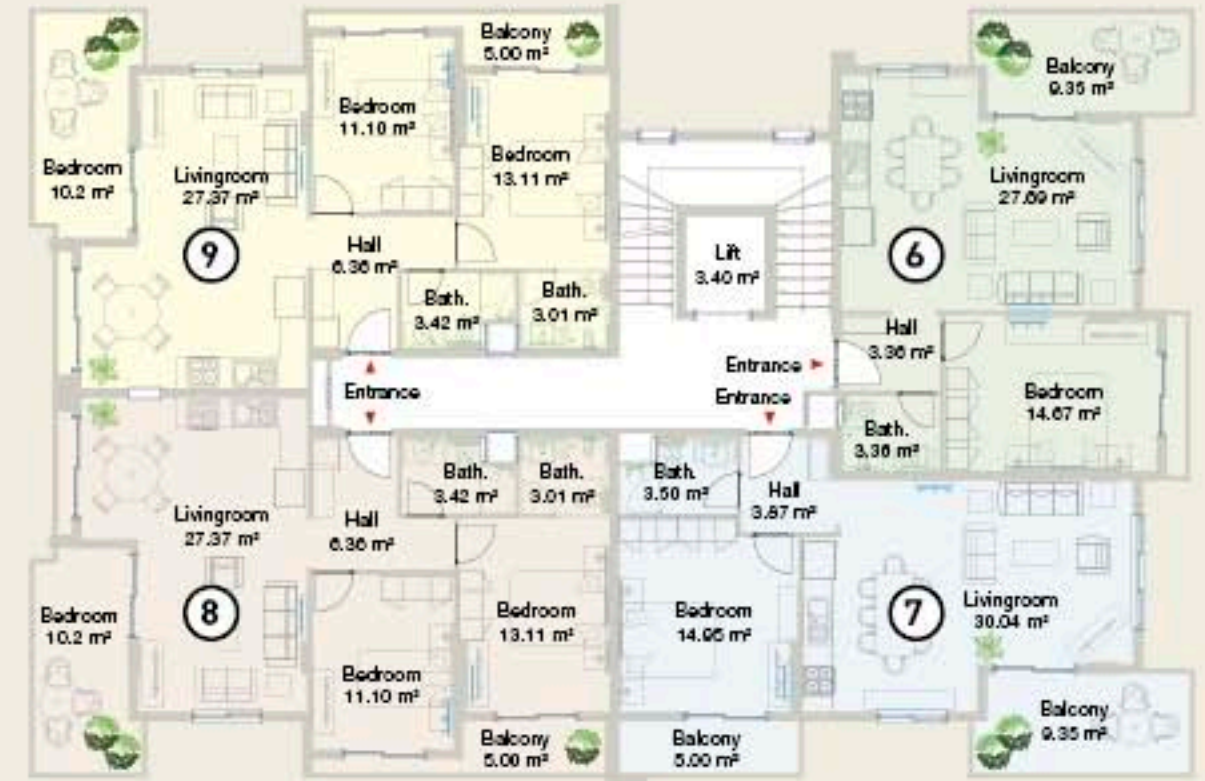 Balcony
5.00 m²
Bedroom
11.10 m²
Bedroom
10.2 m²
Livingroom
27.37 m²
Bedroom
13.11 m²
9
Hall
6.36 m²
Bath.
3.42 m²
Bath.
3.01 m²
Lift
3.40 m²
Balcony
9.35 m²
Livingroom
27.69 m²
6
Hall
3.36 m²
Entrance
Entrance
Entrance
Bedroom
14.67 m²
Bath.
3.36 m²
Livingroom
27.37 m²
Hall
6.36 m²
Bath.
3.42 m²
Bath.
3.01 m²
Bath.
3.50 m²
Hall
3.87 m²
Bedroom
10.2 m²
8
Bedroom
11.10 m²
Bedroom
13.11 m²
Bedroom
14.95 m²
7
Livingroom
30.04 m²
Balcony
5.00 m²
Balcony
5.00 m²
Balcony
9.35 m²